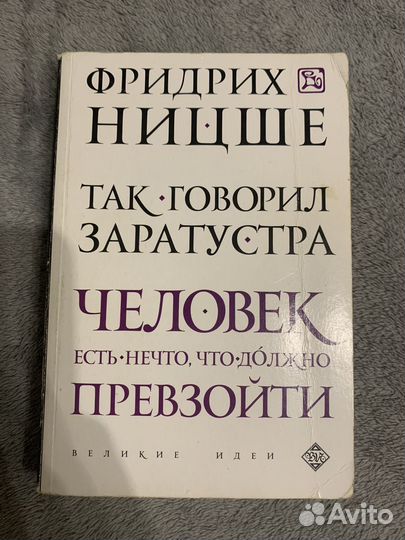 ФРИДРИХ
НИЦШЕ
ТАК·ГОВОРИЛ
ЗАРАТУСТРА
ЧЕЛОВЕК
ЕСТЬ·НЕЧТО, ЧТО·ДО́ЛЖНО
ПРЕВЗОЙТИ
ВЕЛИКИЕ ИДЕИ
Avito